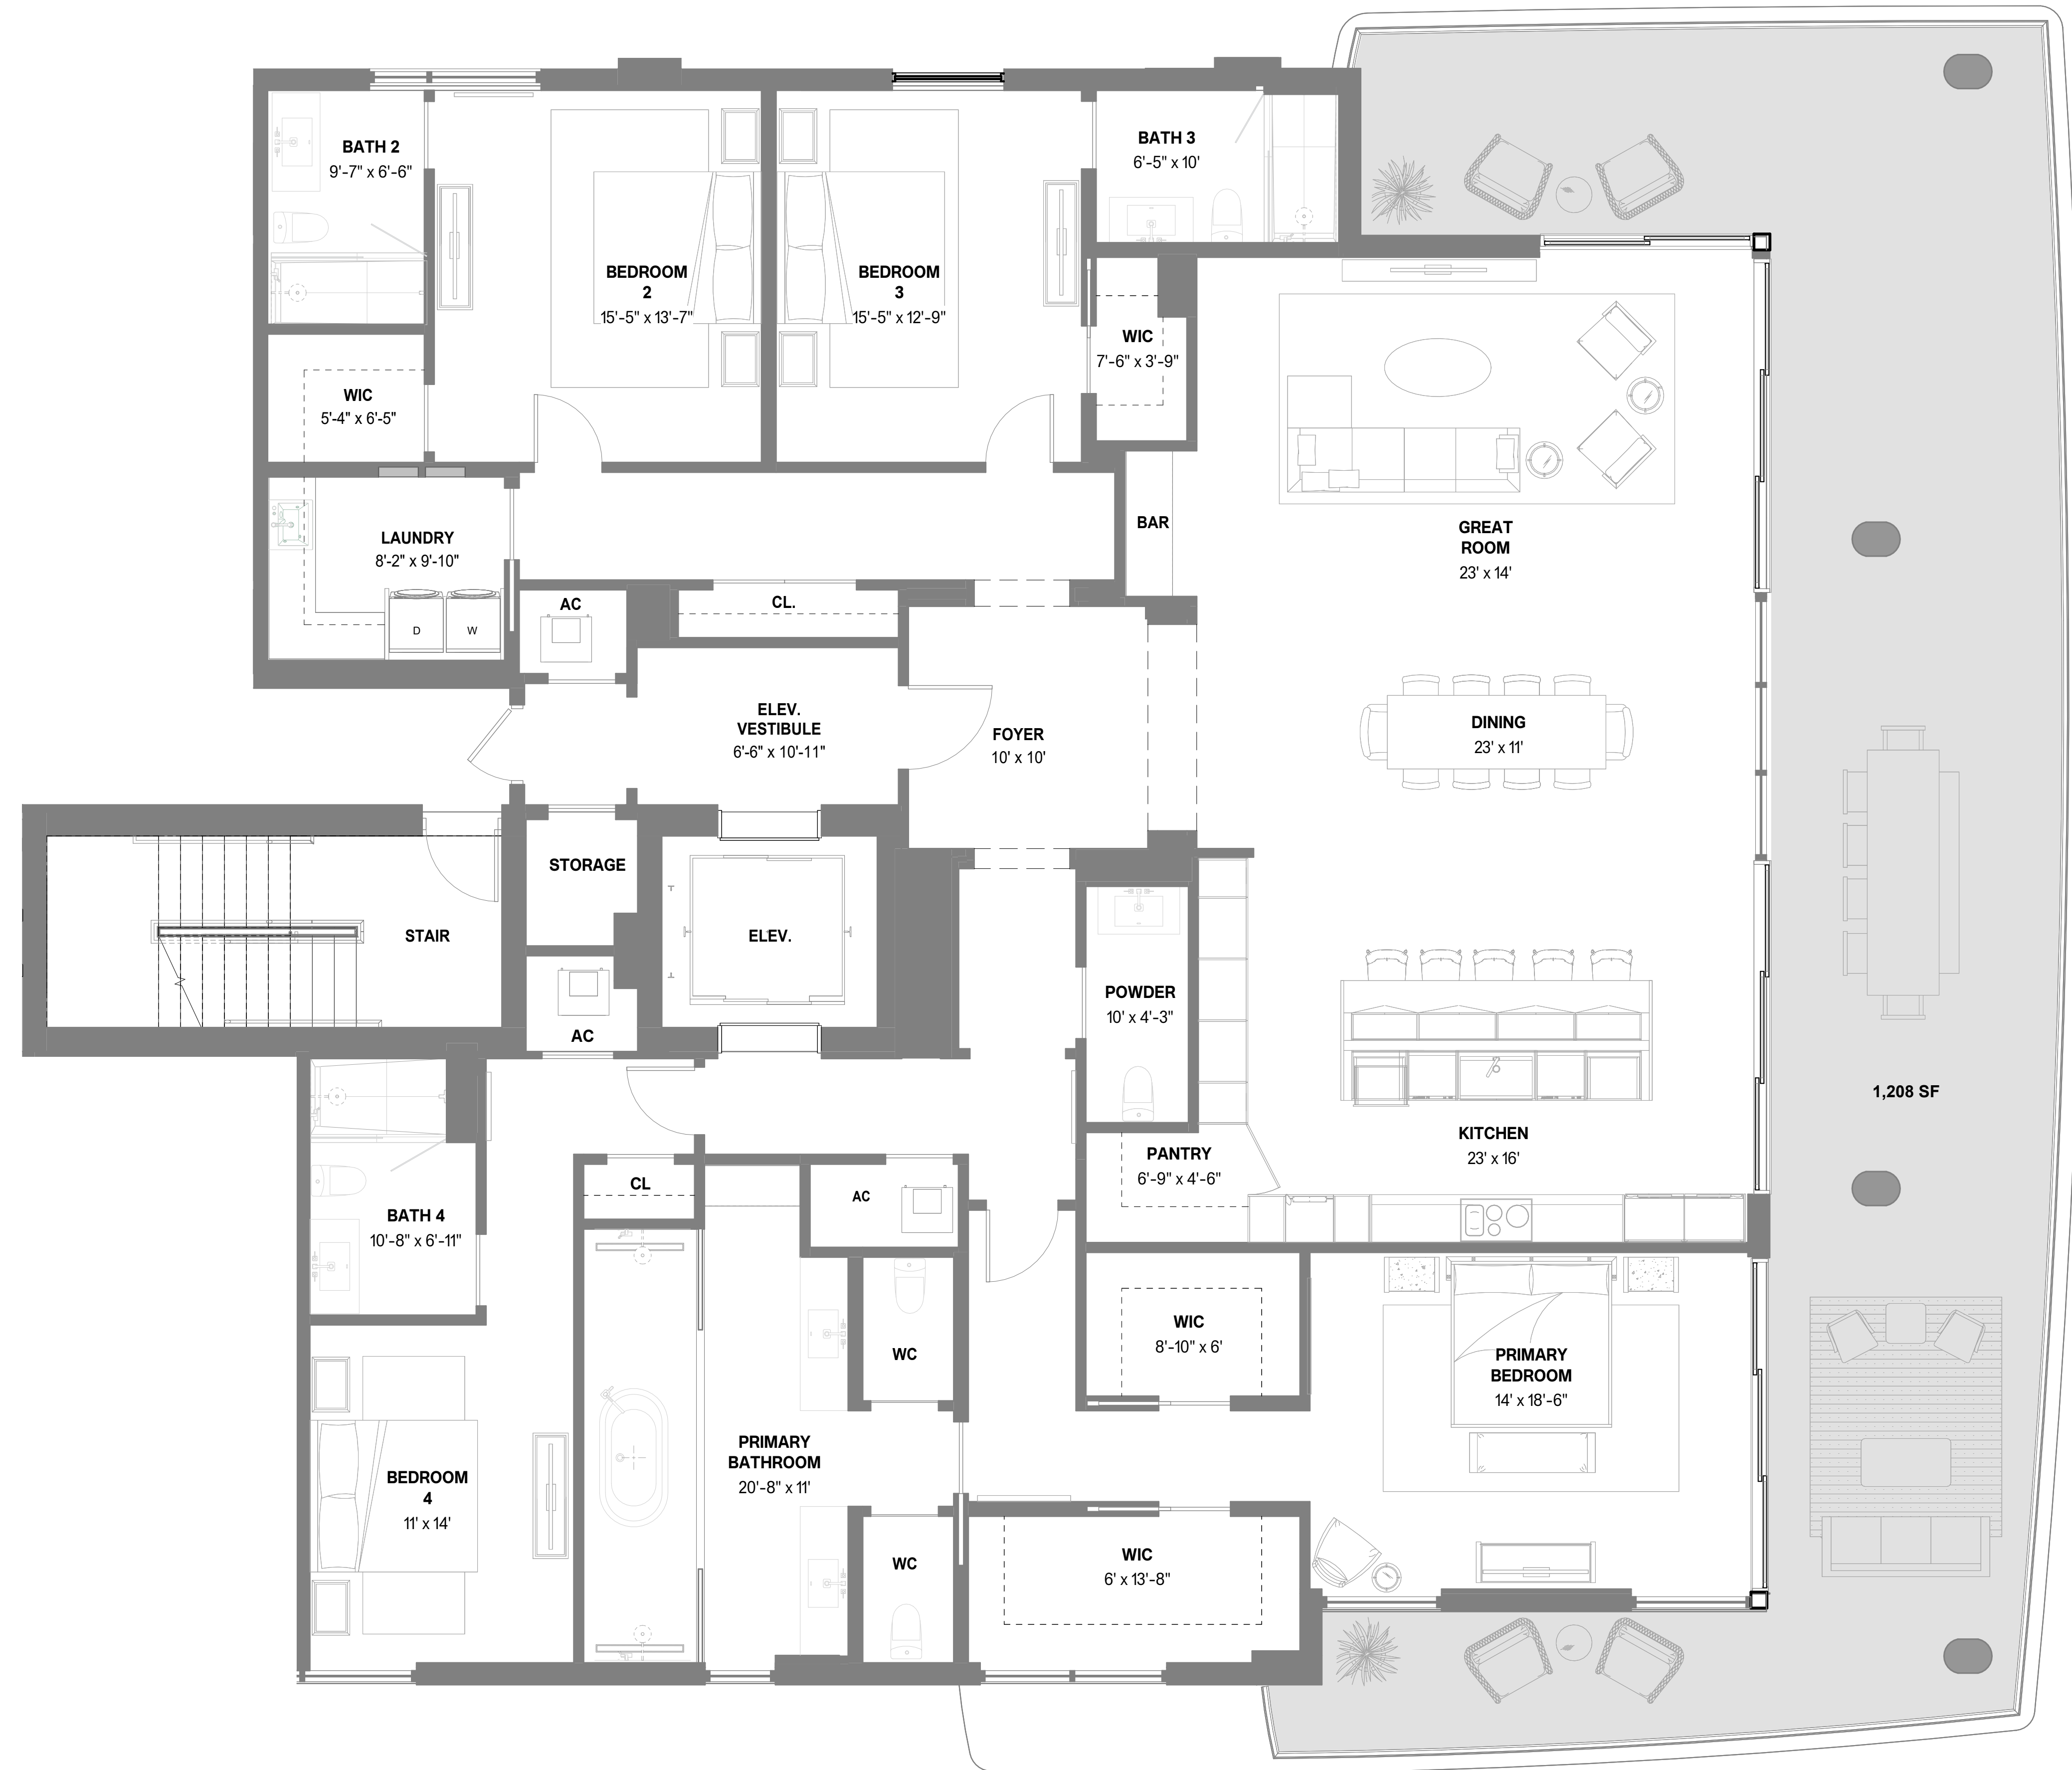 BATH 2
9'-7" x 6'-6"
BATH 3
6'-5" x 10'
BEDROOM
2
15'-5" x 13'-7"
BEDROOM
3
15'-5" x 12'-9"
WIC
7'-6" x 3'-9"
WIC
5'-4" x 6'-5"
LAUNDRY
8'-2" x 9'-10"
D
W
BAR
GREAT
ROOM
23' x 14'
AC
CL.
ELEV.
VESTIBULE
6'-6" x 10'-11"
FOYER
10' x 10'
DINING
23' x 11'
STORAGE
STAIR
ELEV.
POWDER
10' x 4'-3"
AC
1,208 SF
KITCHEN
23' x 16'
PANTRY
6'-9" x 4'-6"
CL
AC
BATH 4
10'-8" x 6'-11"
WIC
8'-10" x 6'
WC
PRIMARY
BEDROOM
14' x 18'-6"
PRIMARY
BATHROOM
20'-8" x 11'
BEDROOM
4
11' x 14'
WC
WIC
6' x 13'-8"